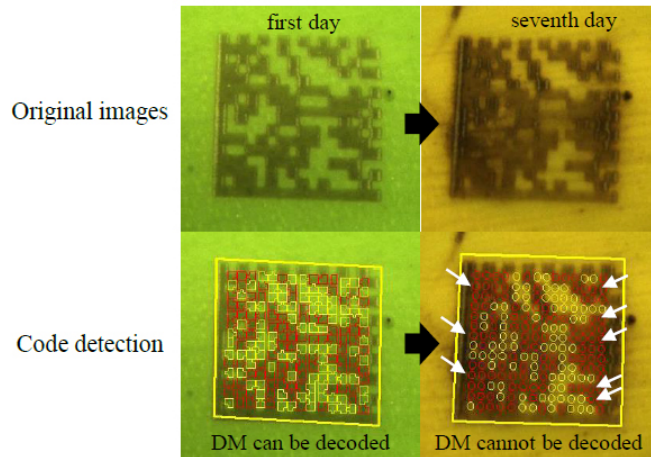 first day
seventh day
Original images
Code detection
DM can be decoded
DM cannot be decoded